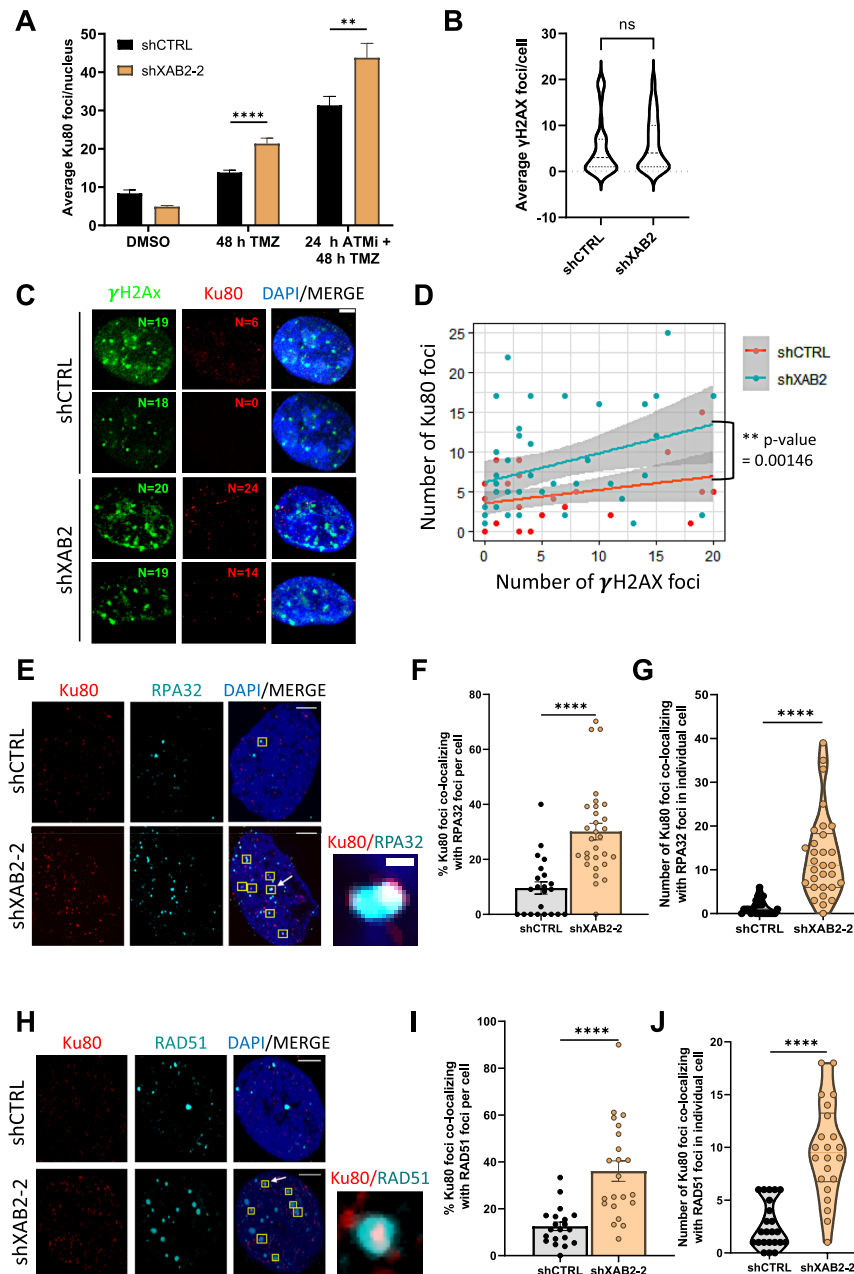 A
shCTRL
shXAB2-2
Average Ku80 foci/nucleus
50
40
30
20
10
0
****
**
DMSO
48 h TMZ
24 h ATMi +
48 h TMZ
B
ns
Average γH2AX foci/cell
30
20
10
0
-10
shCTRL
shXAB2
C
γH2Ax
Ku80
DAPI/MERGE
shCTRL
N=19
N=6
N=18
N=0
shXAB2
N=20
N=24
N=19
N=14
D
Number of Ku80 foci
25
20
15
10
5
0
0
5
10
15
20
Number of γH2AX foci
shCTRL
shXAB2
** p-value
= 0.00146
E
Ku80
RPA32
DAPI/MERGE
shCTRL
shXAB2-2
Ku80/RPA32
F
% Ku80 foci co-localizing
with RPA32 foci per cell
80
60
40
20
0
****
shCTRL
shXAB2-2
G
Number of Ku80 foci co-localizing
with RPA32 foci in individual cell
50
40
30
20
10
0
****
shCTRL
shXAB2-2
H
Ku80
RAD51
DAPI/MERGE
shCTRL
shXAB2-2
Ku80/RAD51
I
% Ku80 foci co-localizing
with RAD51 foci per cell
100
80
60
40
20
0
****
shCTRL
shXAB2-2
J
Number of Ku80 foci co-localizing
with RAD51 foci in individual cell
20
15
10
5
0
****
shCTRL
shXAB2-2